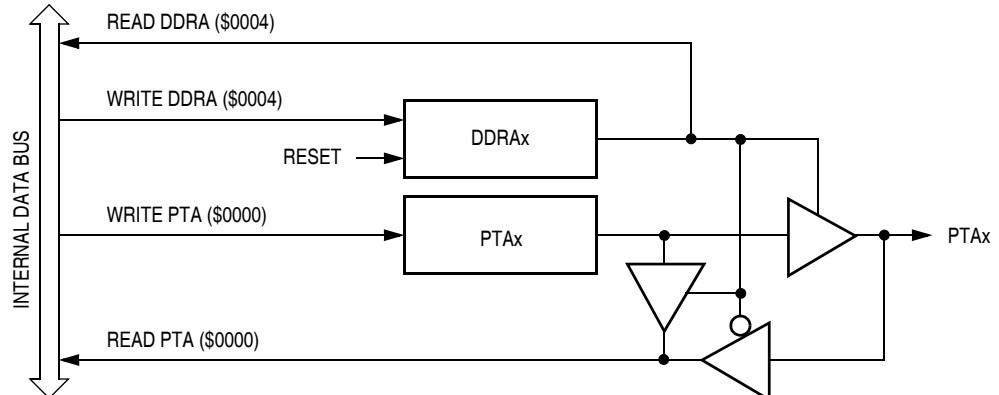 READ DDRA ($0004)
WRITE DDRA ($0004)
DDRAx
RESET
WRITE PTA ($0000)
PTAx
PTAx
READ PTA ($0000)
INTERNAL DATA BUS